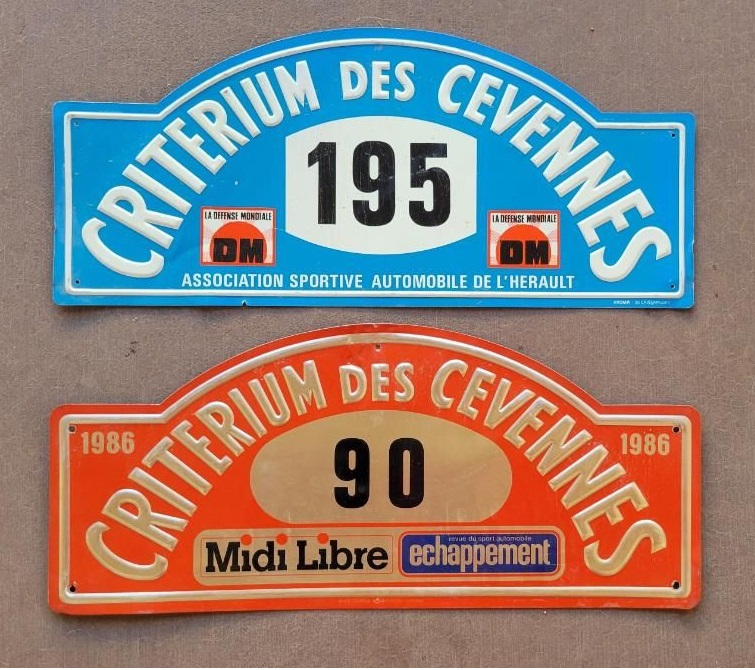 CRITERIUM DES CEVENNES
195
LA DEFENSE MONDIALE
DM
LA DEFENSE MONDIALE
DM
ASSOCIATION SPORTIVE AUTOMOBILE DE L'HERAULT
CRITERIUM DES CEVENNES
1986
1986
90
Midi Libre
revue du sport automobile
echappement